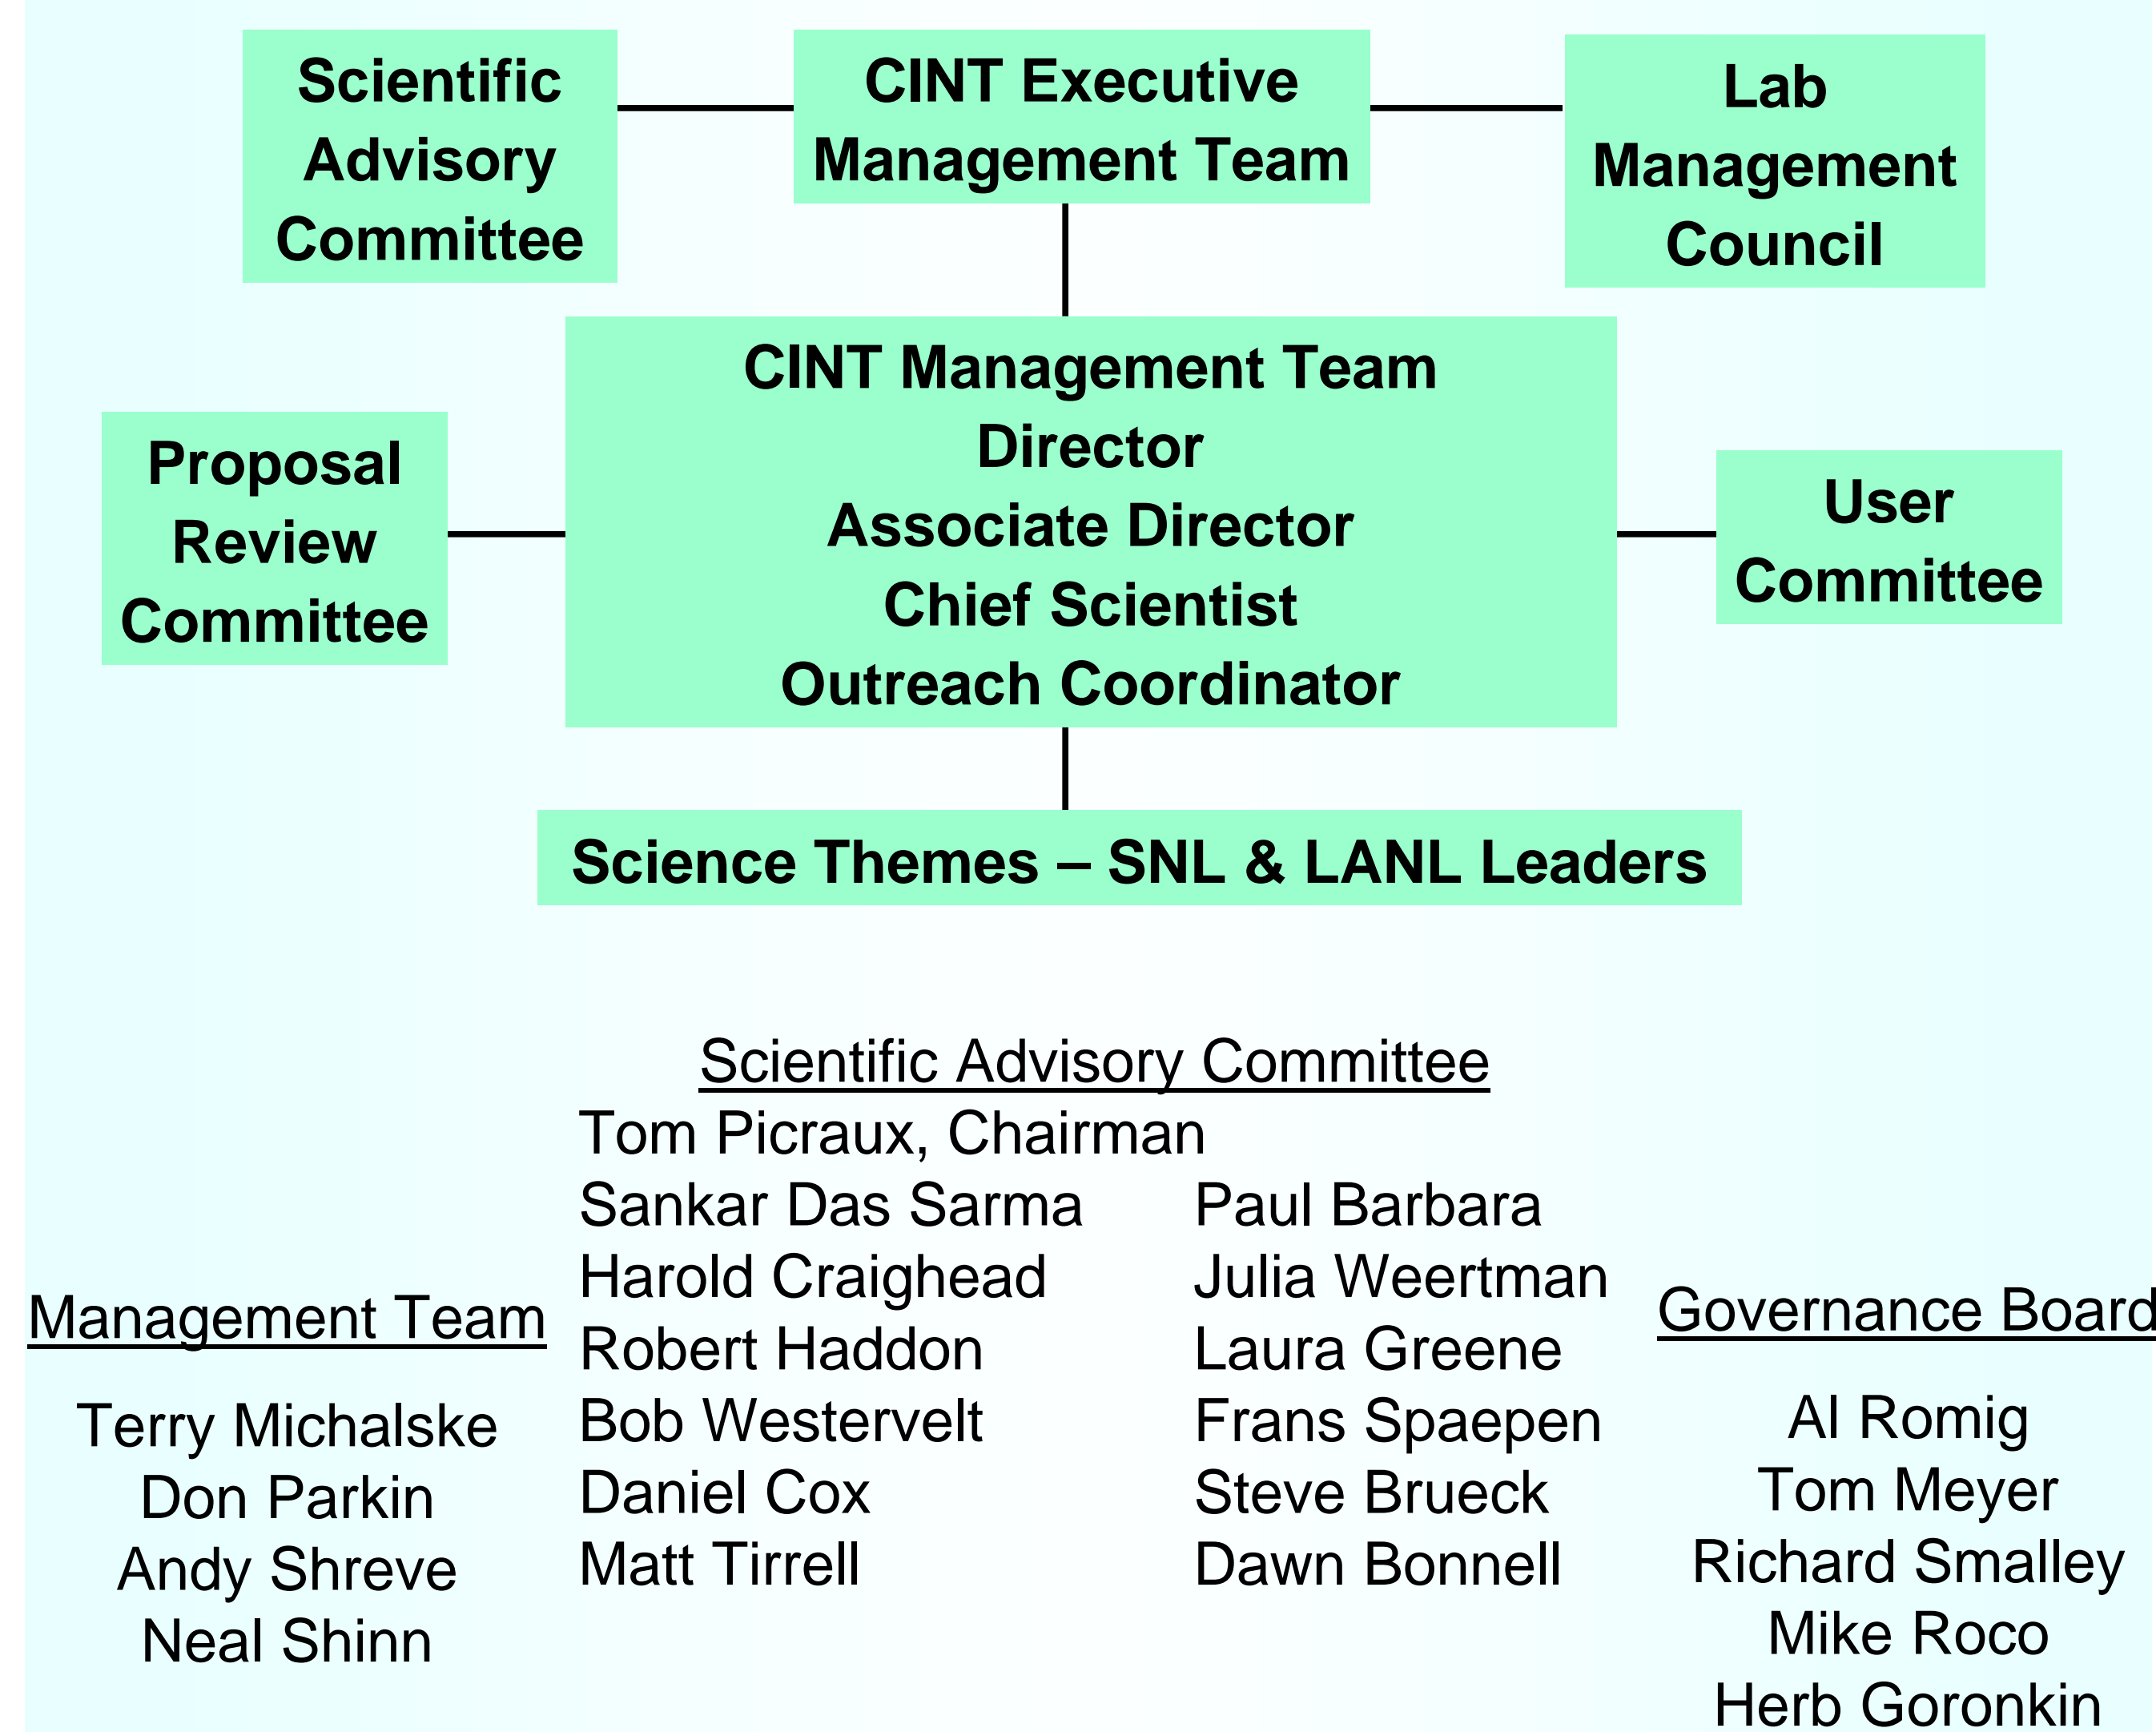 Scientific
Advisory
Committee
CINT Executive
Management Team
Lab
Management
Council
CINT Management Team
Director
Associate Director
Chief Scientist
Outreach Coordinator
Proposal
Review
Committee
User
Committee
Science Themes – SNL & LANL Leaders
Scientific Advisory Committee
Tom Picraux, Chairman
Sankar Das Sarma
Harold Craighead
Robert Haddon
Bob Westervelt
Daniel Cox
Matt Tirrell
Paul Barbara
Julia Weertman
Laura Greene
Frans Spaepen
Steve Brueck
Dawn Bonnell
Management Team
Terry Michalske
Don Parkin
Andy Shreve
Neal Shinn
Governance Board
Al Romig
Tom Meyer
Richard Smalley
Mike Roco
Herb Goronkin